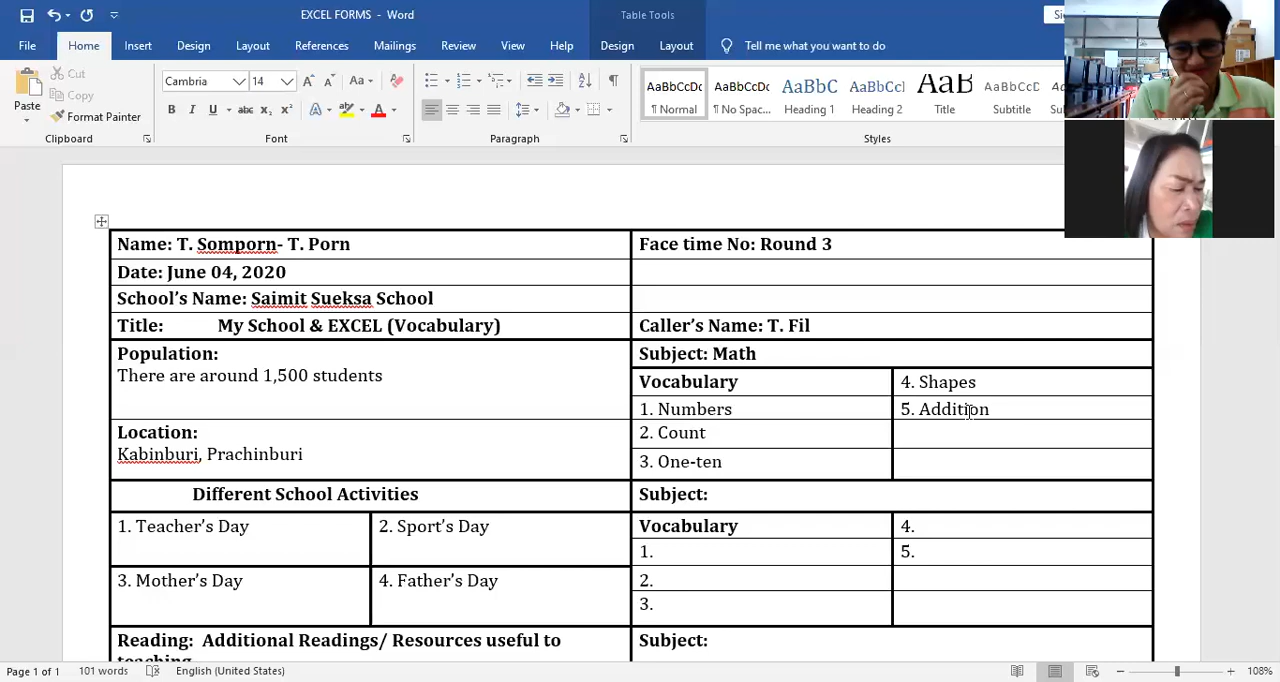 EXCEL FORMS - Word
Table Tools
File Home Insert Design Layout References Mailings Review View Help Design Layout Tell me what you want to do
Cut
Copy
Format Painter
Paste
Cambria 14
Aa
B I U abc X₂ X²
A
AaBbCcDc AaBbCcDc AaBbC AaBbCcI AaB AaBbCcD
¶ Normal ¶ No Spac... Heading 1 Heading 2 Title Subtitle
Clipboard Font Paragraph Styles
Name: T. Somporn- T. Porn
Face time No: Round 3
Date: June 04, 2020
School's Name: Saimit Sueksa School
Title: My School & EXCEL (Vocabulary)
Caller's Name: T. Fil
Population:
There are around 1,500 students
Subject: Math
Vocabulary
4. Shapes
1. Numbers
5. Addition
Location:
Kabinburi, Prachinburi
2. Count
3. One-ten
Different School Activities
Subject:
1. Teacher's Day
2. Sport's Day
Vocabulary
4.
1.
5.
3. Mother's Day
4. Father's Day
2.
3.
Reading: Additional Readings/ Resources useful to
teaching
Subject:
Page 1 of 1 101 words English (United States) 108%